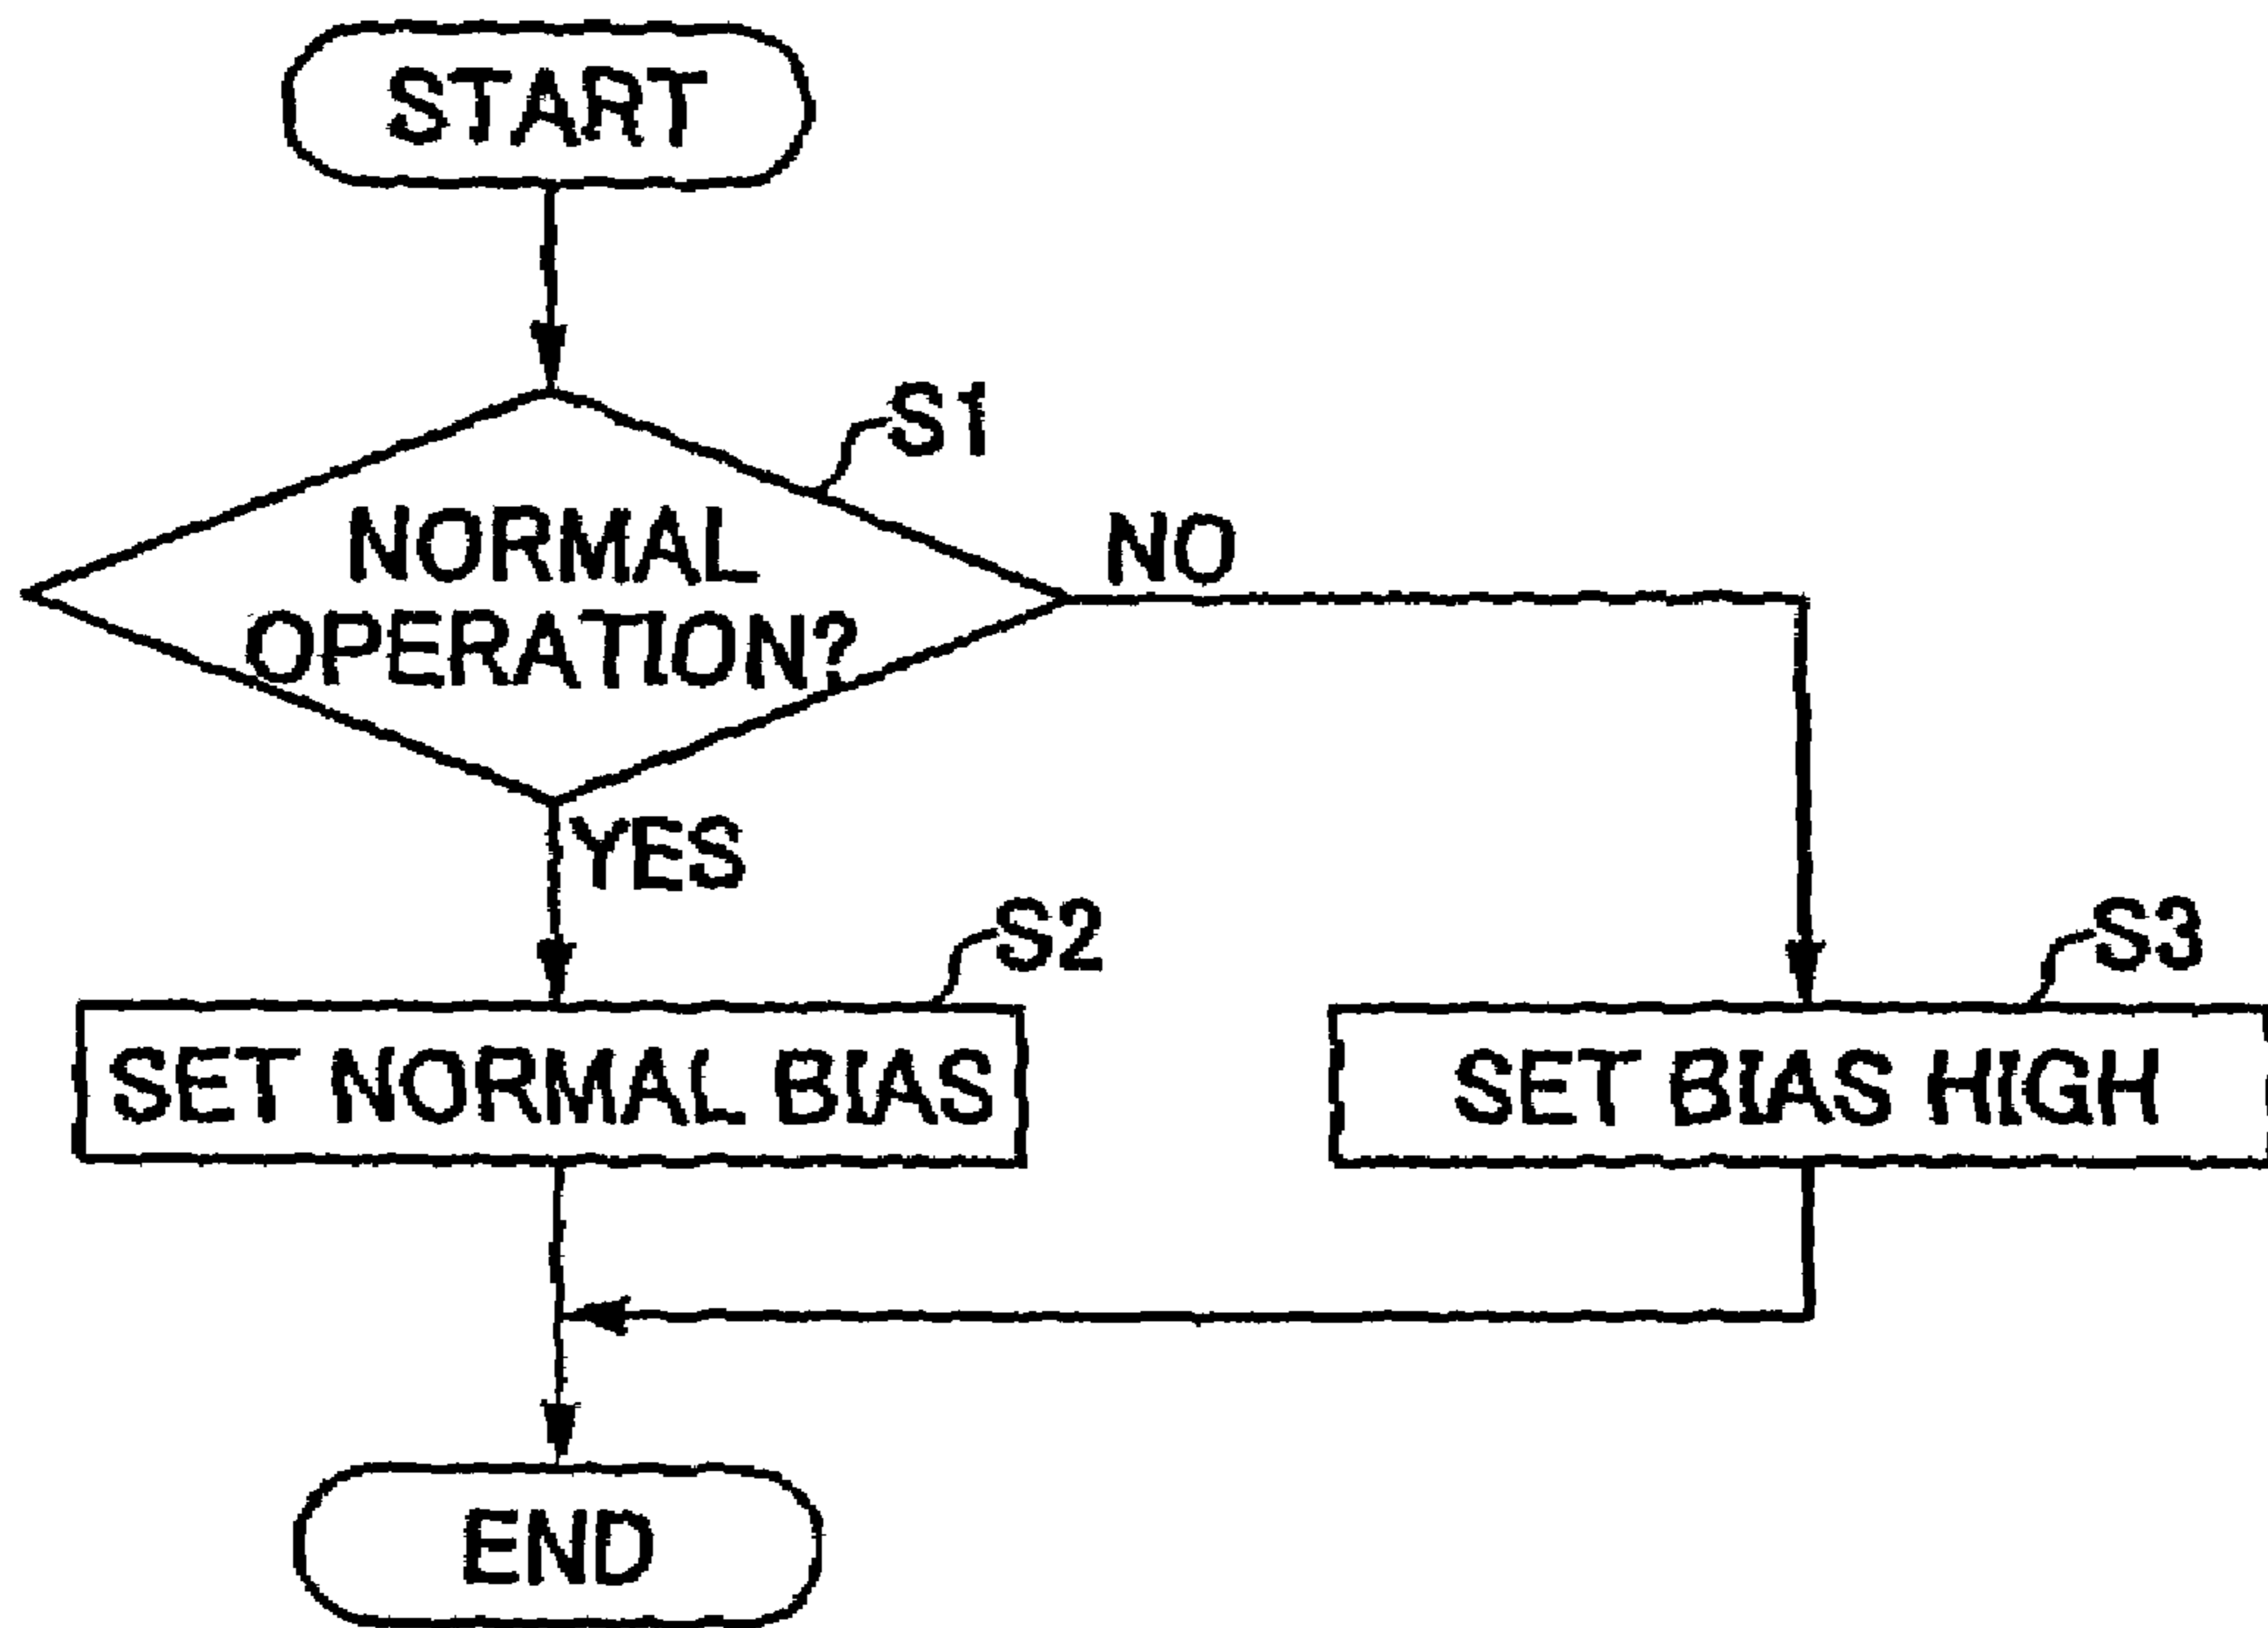 START
S1
NORMAL
OPERATION?
NO
YES
S2
S3
SET NORMAL BIAS
SET BIAS HIGH
END